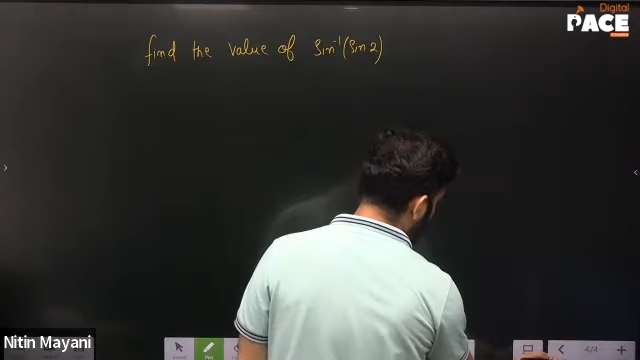 Digital
PACE
find the value of Sin⁻¹(Sin 2)
Nitin Mayani
4/4